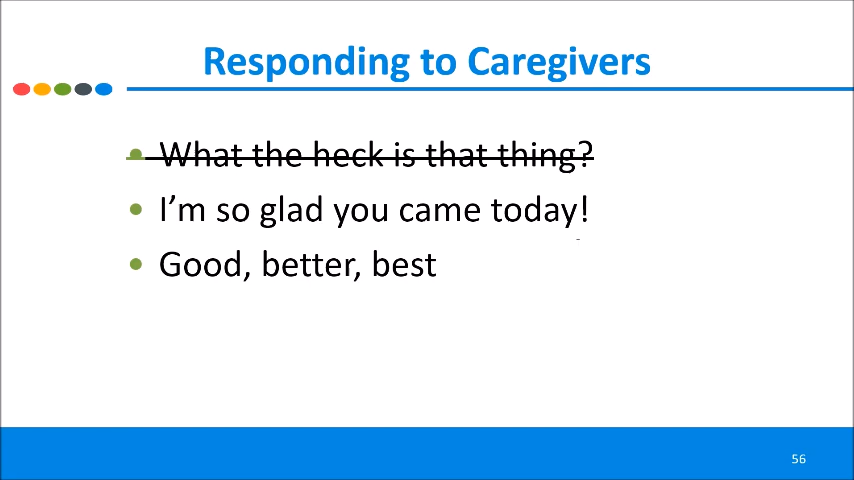 Responding to Caregivers
• What the heck is that thing?
• I’m so glad you came today!
• Good, better, best
56